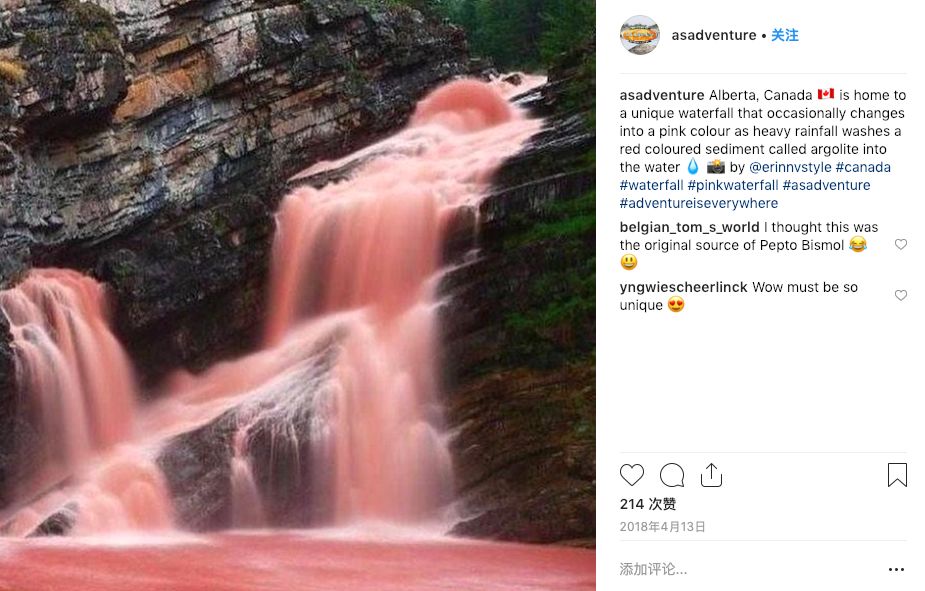 asadventure • 关注
asadventure Alberta, Canada 🇨🇦 is home to
a unique waterfall that occasionally changes
into a pink colour as heavy rainfall washes a
red coloured sediment called argolite into
the water 💧 📸 by @erinnvstyle #canada
#waterfall #pinkwaterfall #asadventure
#adventureiseverywhere
belgian_tom_s_world I thought this was
the original source of Pepto Bismol 😂
😃
yngwiescheerlinck Wow must be so
unique 😍
214 次赞
2018年4月13日
添加评论...